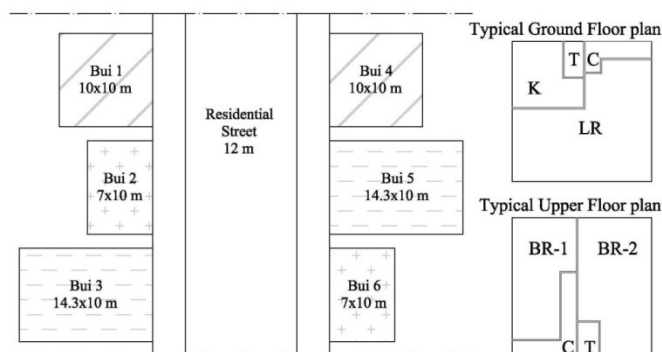 Bui 1
10x10 m
Bui 2
7x10 m
Bui 3
14.3x10 m
Residential
Street
12 m
Bui 4
10x10 m
Bui 5
14.3x10 m
Bui 6
7x10 m
Typical Ground Floor plan
T C
K
LR
Typical Upper Floor plan
BR-1 BR-2
C T